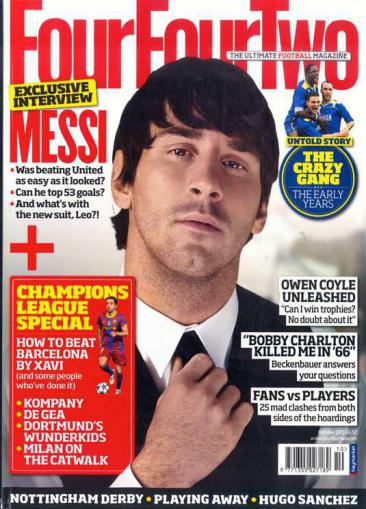 FourFourTwo
THE ULTIMATE FOOTBALL MAGAZINE
EXCLUSIVE
INTERVIEW
MESSI
• Was beating United
as easy as it looked?
• Can he top 53 goals?
• And what's with
the new suit, Leo?!
+
UNTOLD STORY
THE
CRAZY
GANG
THE EARLY
YEARS
CHAMPIONS
LEAGUE
SPECIAL
HOW TO BEAT
BARCELONA
BY XAVI
(and some people
who've done it)
• KOMPANY
• DE GEA
• DORTMUND'S
WUNDERKIDS
• MILAN ON
THE CATWALK
OWEN COYLE
UNLEASHED
"Can I win trophies?
No doubt about it"
"BOBBY CHARLTON
KILLED ME IN '66"
Beckenbauer answers
your questions
FANS vs PLAYERS
25 mad clashes from both
sides of the hoardings
haymarket
NOTTINGHAM DERBY • PLAYING AWAY • HUGO SANCHEZ